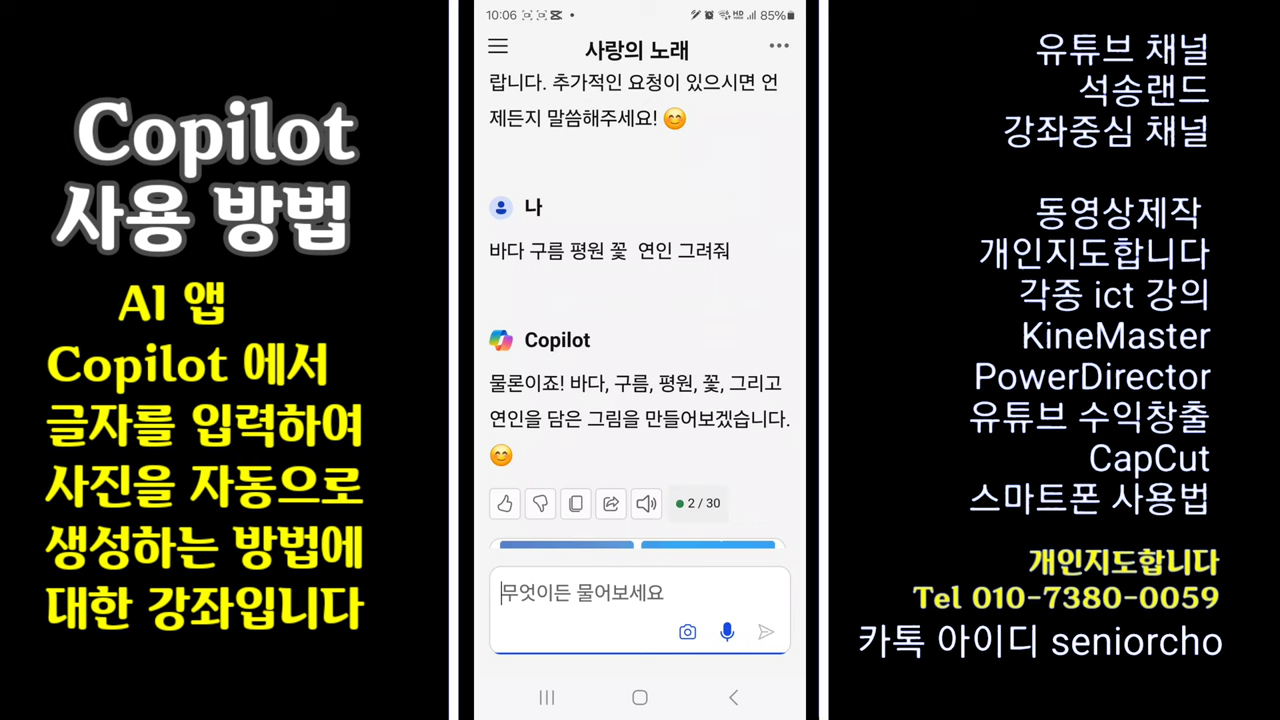 Copilot
사용 방법
AI 앱
Copilot 에서
글자를 입력하여
사진을 자동으로
생성하는 방법에
대한 강좌입니다
10:06
HD
85%
사랑의 노래
랍니다. 추가적인 요청이 있으시면 언
제든지 말씀해주세요! 😊
나
바다 구름 평원 꽃 연인 그려줘
Copilot
물론이죠! 바다, 구름, 평원, 꽃, 그리고
연인을 담은 그림을 만들어보겠습니다.
😊
2 / 30
무엇이든 물어보세요
유튜브 채널
석송랜드
강좌중심 채널
동영상제작
개인지도합니다
각종 ict 강의
KineMaster
PowerDirector
유튜브 수익창출
CapCut
스마트폰 사용법
개인지도합니다
Tel 010-7380-0059
카톡 아이디 seniorcho